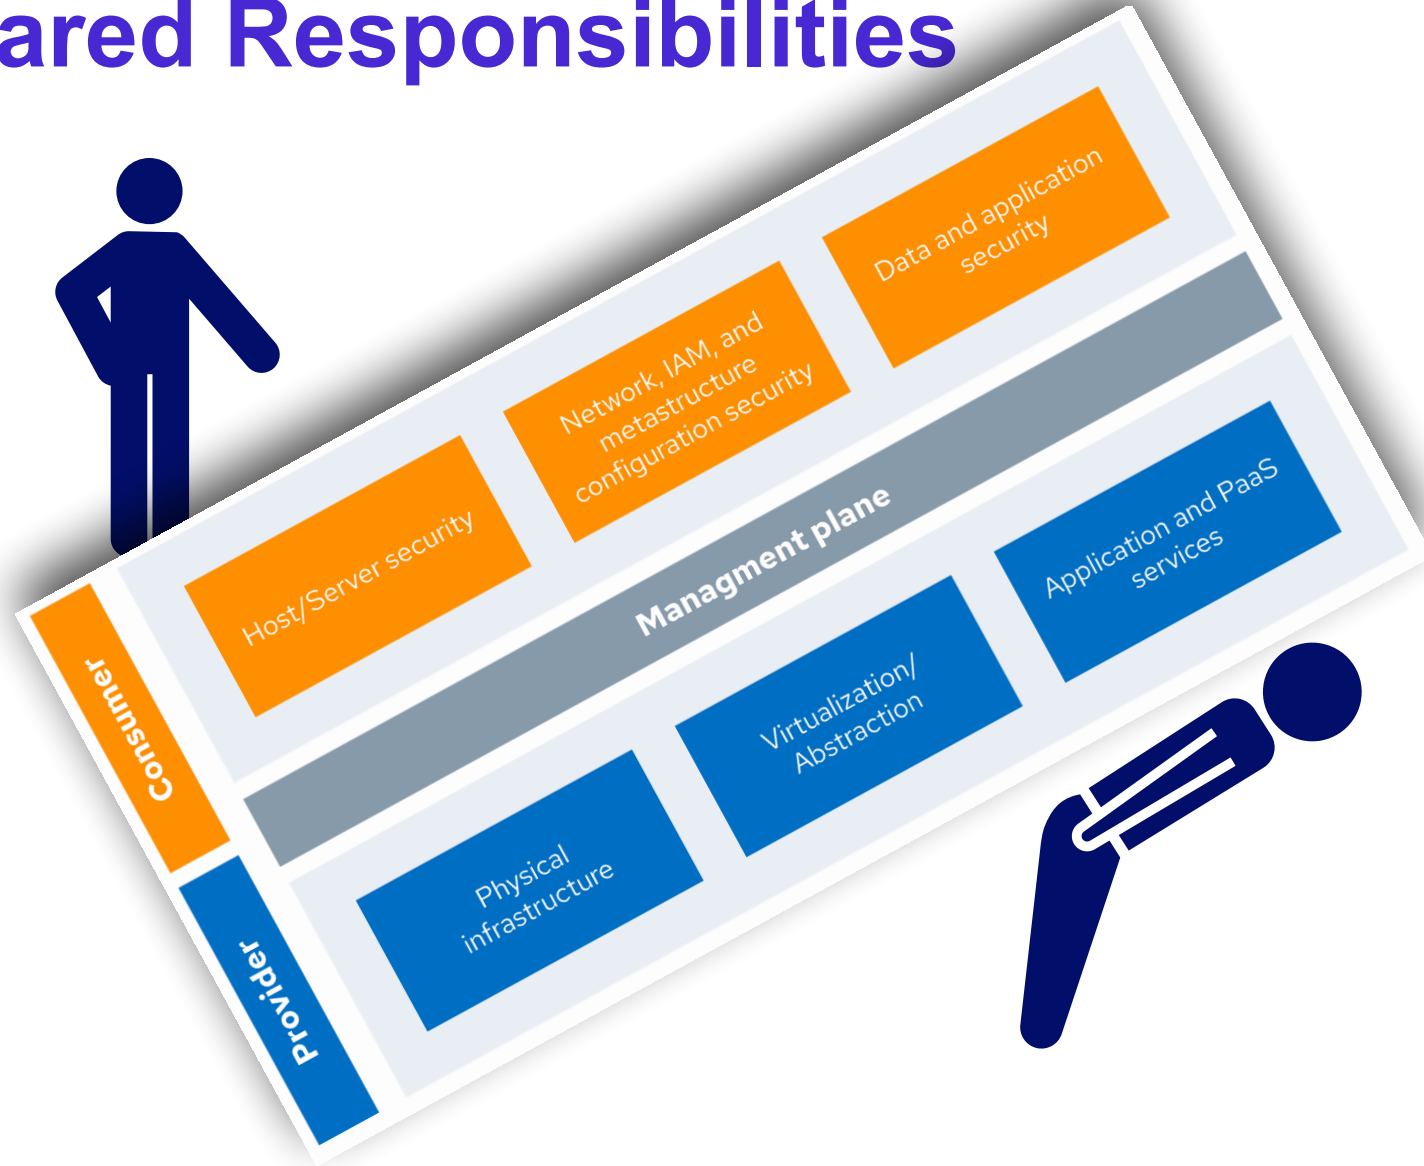 ared Responsibilities
Consumer
Host/Server security
Network, IAM, and
metastructure
configuration security
Data and application
security
Managment plane
Provider
Physical
infrastructure
Virtualization/
Abstraction
Application and PaaS
services